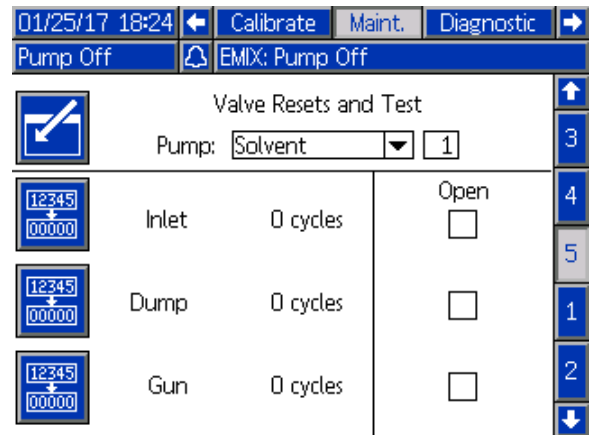 01/25/17 18:24 Calibrate Maint. Diagnostic
Pump Off EMIX: Pump Off
Valve Resets and Test
Pump: Solvent 1
3
4
5
1
2
Open
12345
00000
Inlet 0 cycles
12345
00000
Dump 0 cycles
12345
00000
Gun 0 cycles